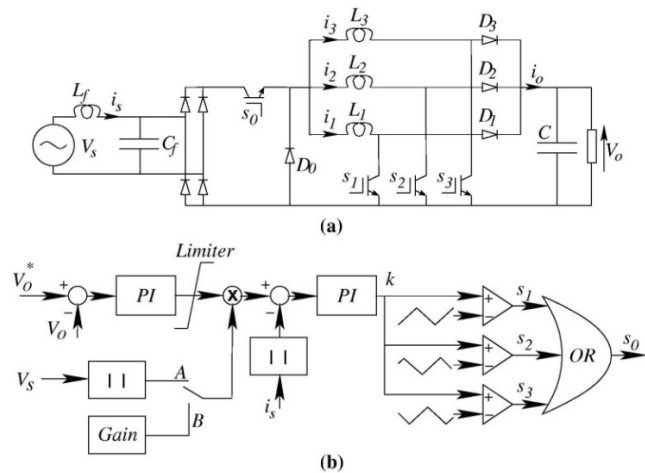 i3 L3 D3
Lf is s0 i2 L2 D2 io
Vs Cf D0 i1 L1 D1 C Vo
s1 s2 s3
(a)
Limiter
Vo* + − PI X + − PI k + − s1
Vo
+ − s2 OR s0
Vs | | A | |
B is + − s3
Gain
(b)